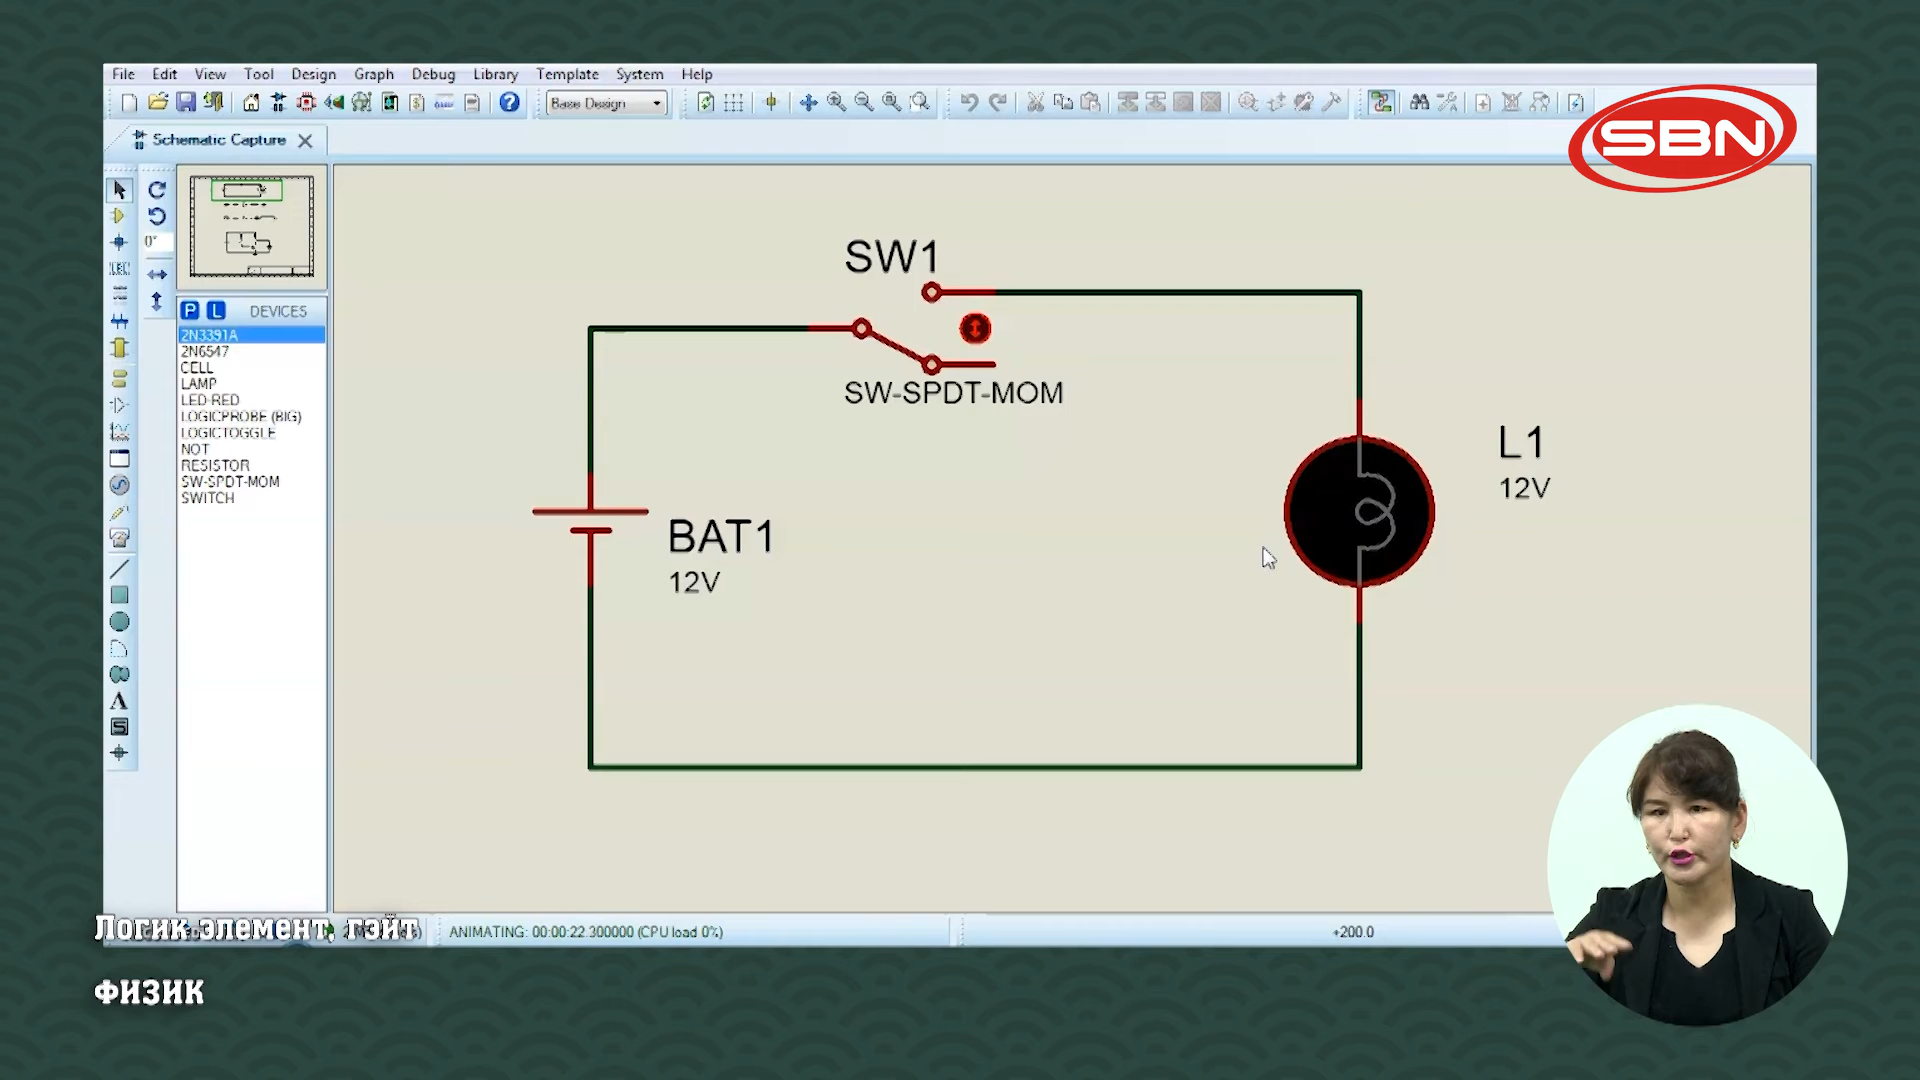 File Edit View Tool Design Graph Debug Library Template System Help
Base Design
SBN
Schematic Capture
0°
P L DEVICES
2N3391A
2N6547
CELL
LAMP
LED-RED
LOGICPROBE (BIG)
LOGICTOGGLE
NOT
RESISTOR
SW-SPDT-MOM
SWITCH
SW1
SW-SPDT-MOM
BAT1
12V
L1
12V
Логик элемент, гэйт
ANIMATING: 00:00:22.300000 (CPU load 0%)
+200.0
ФИЗИК